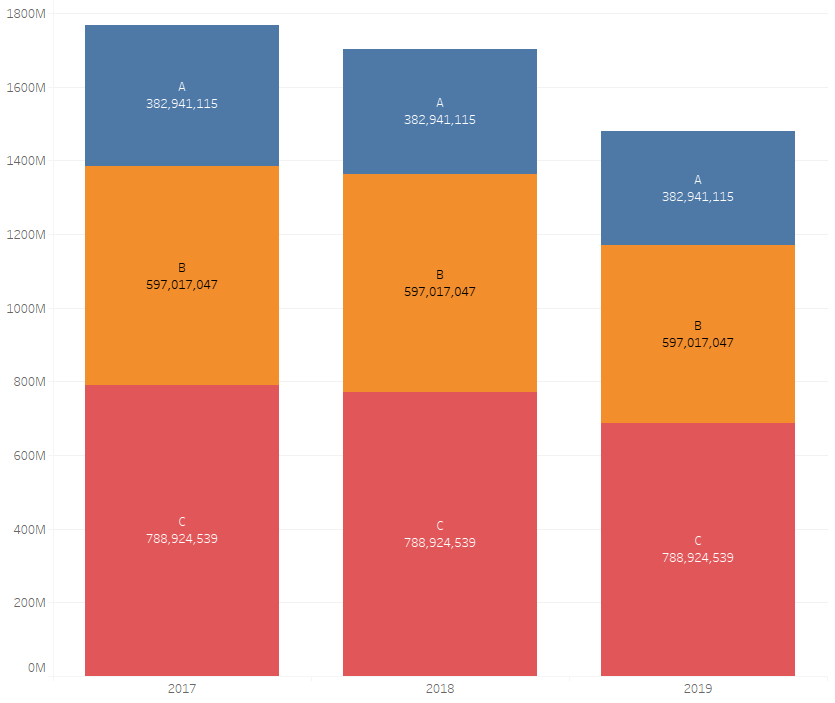 1800M
1600M
1400M
1200M
1000M
800M
600M
400M
200M
0M
A
382,941,115
B
597,017,047
C
788,924,539
A
382,941,115
B
597,017,047
C
788,924,539
A
382,941,115
B
597,017,047
C
788,924,539
2017
2018
2019